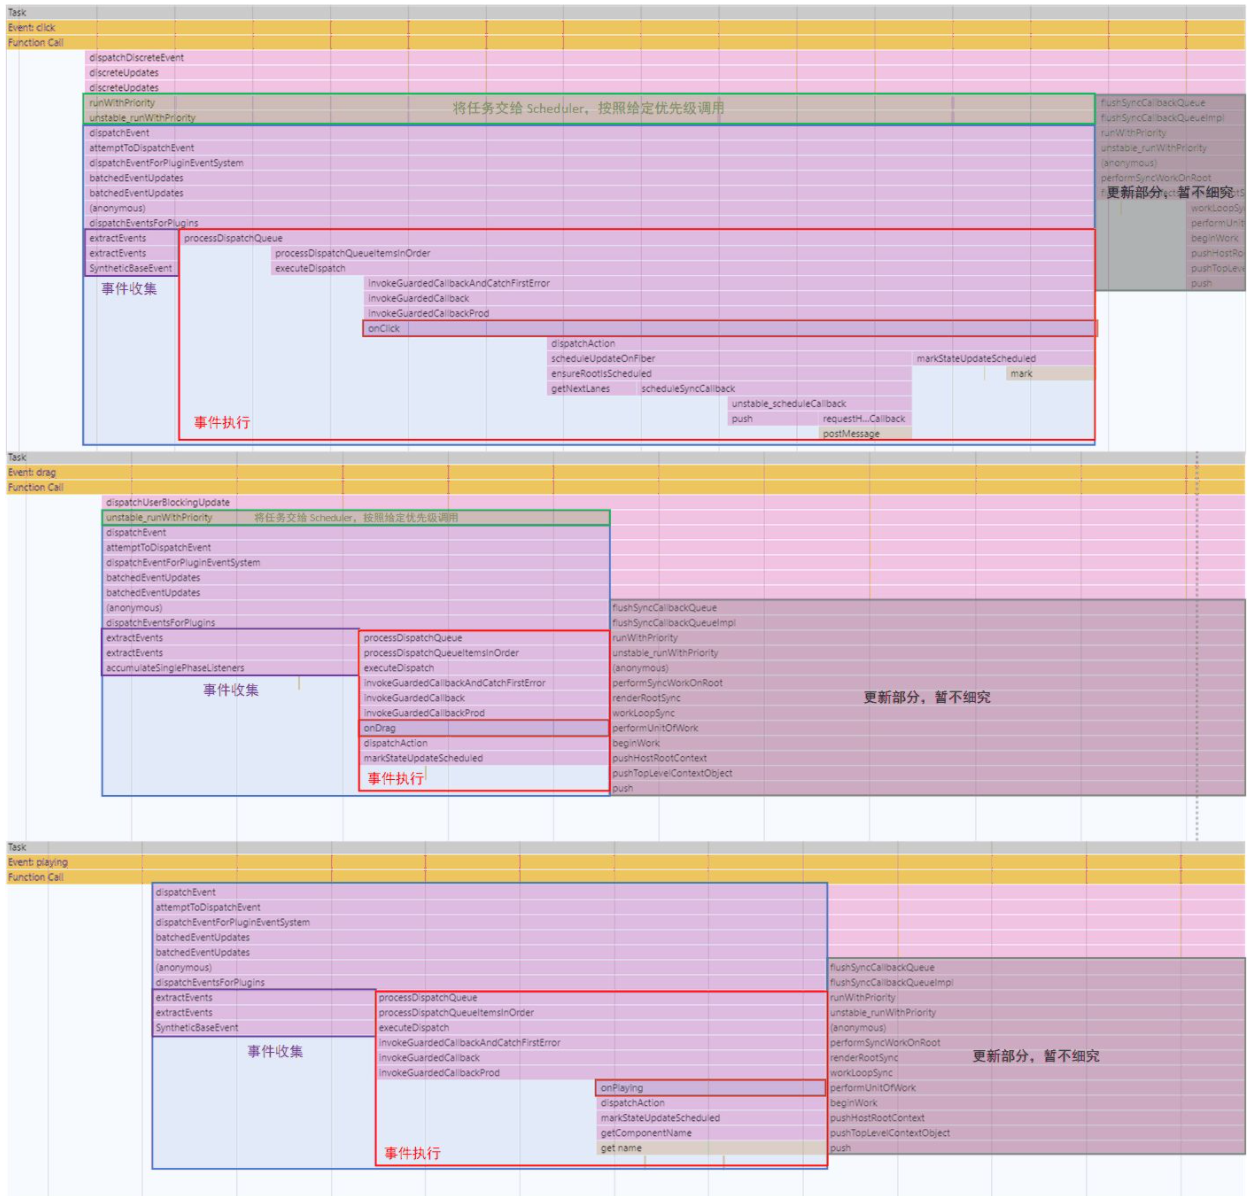 Task
Event: click
Function Call
dispatchDiscreteEvent
discreteUpdates
discreteUpdates
runWithPriority
unstable_runWithPriority
将任务交给 Scheduler，按照给定优先级调用
dispatchEvent
attemptToDispatchEvent
dispatchEventForPluginEventSystem
batchedEventUpdates
batchedEventUpdates
(anonymous)
dispatchEventsForPlugins
extractEvents
extractEvents
SyntheticBaseEvent
事件收集
processDispatchQueue
processDispatchQueueItemsInOrder
executeDispatch
invokeGuardedCallbackAndCatchFirstError
invokeGuardedCallback
invokeGuardedCallbackProd
onClick
dispatchAction
scheduleUpdateOnFiber
markStateUpdateScheduled
ensureRootIsScheduled
mark
getNextLanes
scheduleSyncCallback
unstable_scheduleCallback
push
requestH...Callback
postMessage
事件执行
flushSyncCallbackQueue
flushSyncCallbackQueueImpl
runWithPriority
unstable_runWithPriority
(anonymous)
performSyncWorkOnRoot
更新部分，暂不细究
workLoopSy
performUnit
beginWork
pushHostRo
pushTopLeve
push
Task
Event: drag
Function Call
dispatchUserBlockingUpdate
unstable_runWithPriority
将任务交给 Scheduler，按照给定优先级调用
dispatchEvent
attemptToDispatchEvent
dispatchEventForPluginEventSystem
batchedEventUpdates
batchedEventUpdates
(anonymous)
dispatchEventsForPlugins
extractEvents
extractEvents
accumulateSinglePhaseListeners
事件收集
processDispatchQueue
processDispatchQueueItemsInOrder
executeDispatch
invokeGuardedCallbackAndCatchFirstError
invokeGuardedCallback
invokeGuardedCallbackProd
onDrag
dispatchAction
markStateUpdateScheduled
事件执行
flushSyncCallbackQueue
flushSyncCallbackQueueImpl
runWithPriority
unstable_runWithPriority
(anonymous)
performSyncWorkOnRoot
renderRootSync
workLoopSync
performUnitOfWork
beginWork
pushHostRootContext
pushTopLevelContextObject
push
更新部分，暂不细究
Task
Event: playing
Function Call
dispatchEvent
attemptToDispatchEvent
dispatchEventForPluginEventSystem
batchedEventUpdates
batchedEventUpdates
(anonymous)
dispatchEventsForPlugins
extractEvents
extractEvents
SyntheticBaseEvent
事件收集
processDispatchQueue
processDispatchQueueItemsInOrder
executeDispatch
invokeGuardedCallbackAndCatchFirstError
invokeGuardedCallback
invokeGuardedCallbackProd
onPlaying
dispatchAction
markStateUpdateScheduled
getComponentName
get name
事件执行
flushSyncCallbackQueue
flushSyncCallbackQueueImpl
runWithPriority
unstable_runWithPriority
(anonymous)
performSyncWorkOnRoot
renderRootSync
workLoopSync
performUnitOfWork
beginWork
pushHostRootContext
pushTopLevelContextObject
push
更新部分，暂不细究